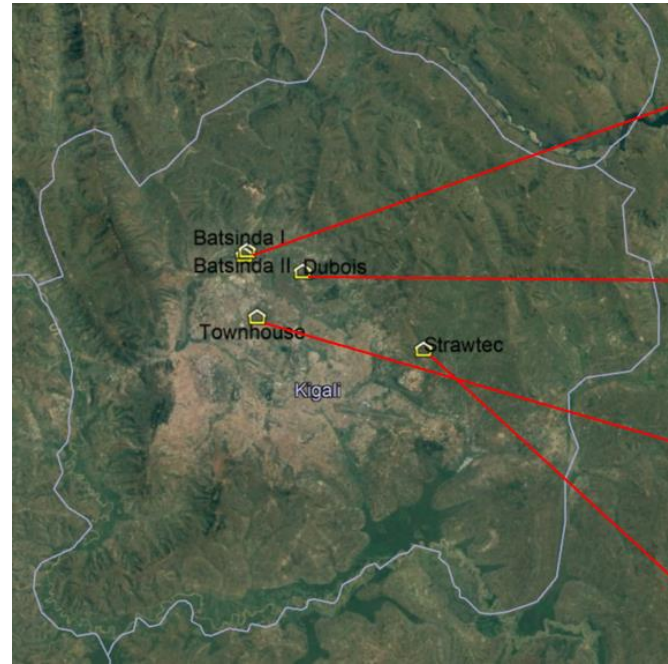 Batsinda I
Batsinda II
Dubois
Townhouse
Strawtec
Kigali